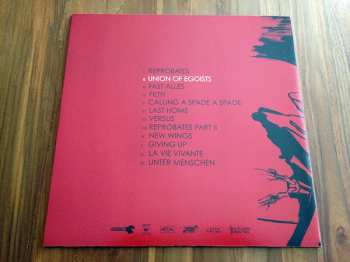 REPROBATES
UNION OF EGOISTS
FAST ALLES
FILTH
CALLING A SPADE A SPADE
LAST HOME
VERSUS
REPROBATES PART II
NEW WINGS
GIVING UP
LA VIE VIVANTE
UNTER MENSCHEN